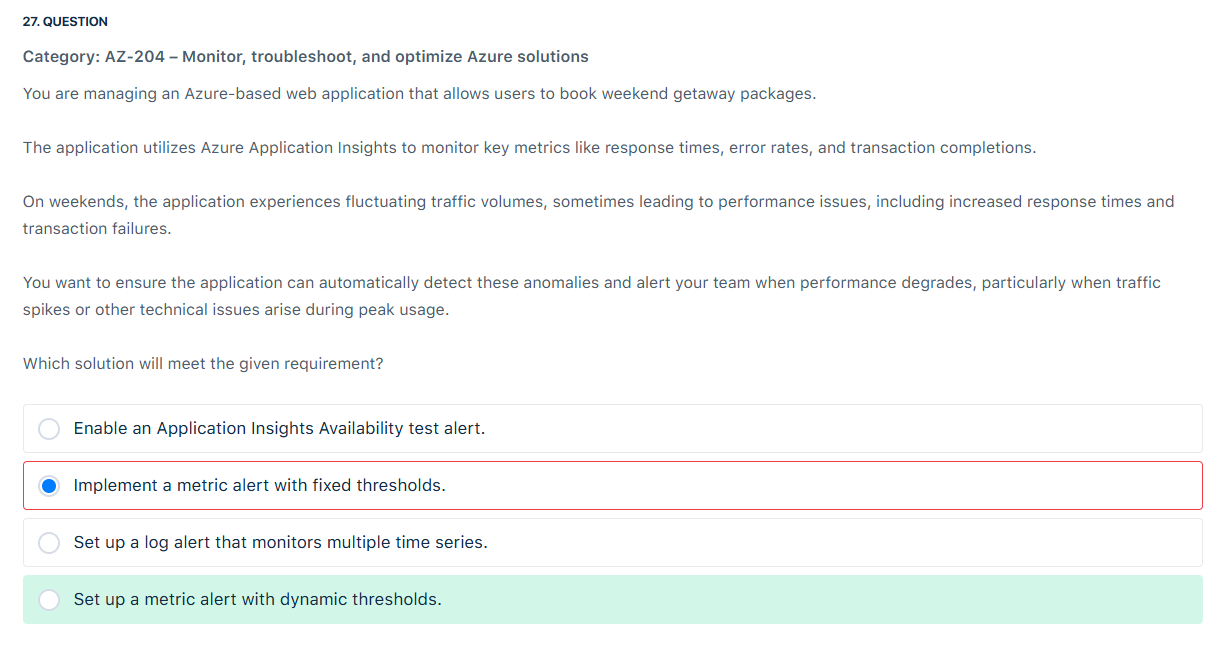 27. QUESTION
Category: AZ-204 – Monitor, troubleshoot, and optimize Azure solutions
You are managing an Azure-based web application that allows users to book weekend getaway packages.
The application utilizes Azure Application Insights to monitor key metrics like response times, error rates, and transaction completions.
On weekends, the application experiences fluctuating traffic volumes, sometimes leading to performance issues, including increased response times and
transaction failures.
You want to ensure the application can automatically detect these anomalies and alert your team when performance degrades, particularly when traffic
spikes or other technical issues arise during peak usage.
Which solution will meet the given requirement?
Enable an Application Insights Availability test alert.
Implement a metric alert with fixed thresholds.
Set up a log alert that monitors multiple time series.
Set up a metric alert with dynamic thresholds.